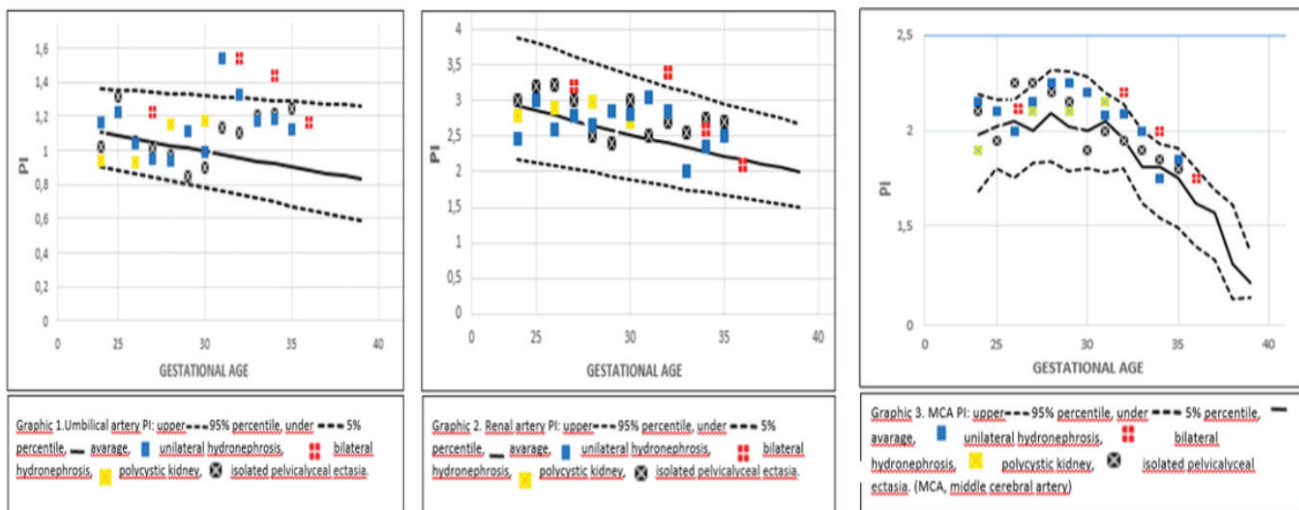 1,6
1,4
1,2
1
0,8
0,6
0,4
0,2
0
PI
0 25 30 35 40
GESTATIONAL AGE
Graphic 1.Umbilical artery PI: upper 95% percentile, under 5%
percentile, avarage, unilateral hydronephrosis, bilateral
hydronephrosis, polycystic kidney, isolated pelvicalyceal ectasia.
4
3,5
3
2,5
2
1,5
1
0,5
0
PI
0 25 30 35 40
GESTATIONAL AGE
Graphic 2. Renal artery PI: upper 95% percentile, under 5%
percentile, avarage, unilateral hydronephrosis, bilateral
hydronephrosis, polycystic kidney, isolated pelvicalyceal ectasia.
2,5
2
1,5
0
PI
0 25 30 35 40
GESTATIONAL AGE
Graphic 3. MCA PI: upper 95% percentile, under 5% percentile,
avarage, unilateral hydronephrosis, bilateral
hydronephrosis, polycystic kidney, isolated pelvicalyceal
ectasia. (MCA, middle cerebral artery)